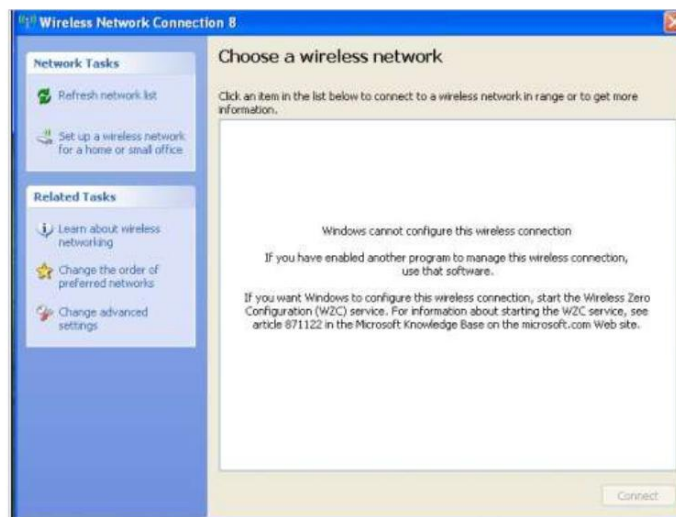 Wireless Network Connection 8
Network Tasks
Refresh network list
Set up a wireless network
for a home or small office
Related Tasks
Learn about wireless
networking
Change the order of
preferred networks
Change advanced
settings
Choose a wireless network
Click an item in the list below to connect to a wireless network in range or to get more
information.
Windows cannot configure this wireless connection
If you have enabled another program to manage this wireless connection,
use that software.
If you want Windows to configure this wireless connection, start the Wireless Zero
Configuration (WZC) service. For information about starting the WZC service, see
article 871122 in the Microsoft Knowledge Base on the microsoft.com Web site.
Connect